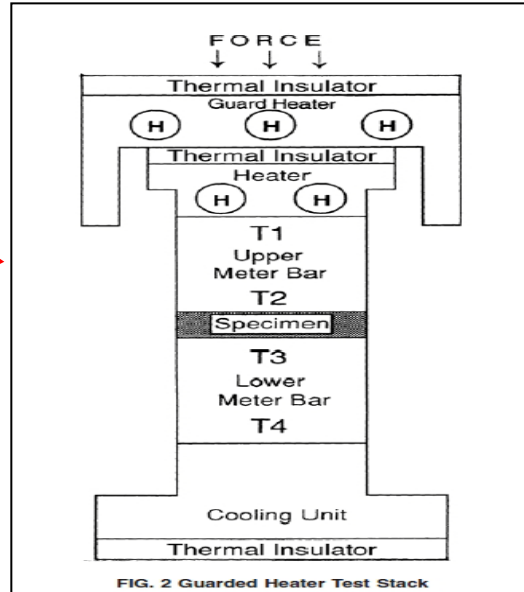 FORCE
Thermal Insulator
Guard Heater
H H H
Thermal Insulator
Heater
H H
T1
Upper
Meter Bar
T2
Specimen
T3
Lower
Meter Bar
T4
Cooling Unit
Thermal Insulator
FIG. 2 Guarded Heater Test Stack